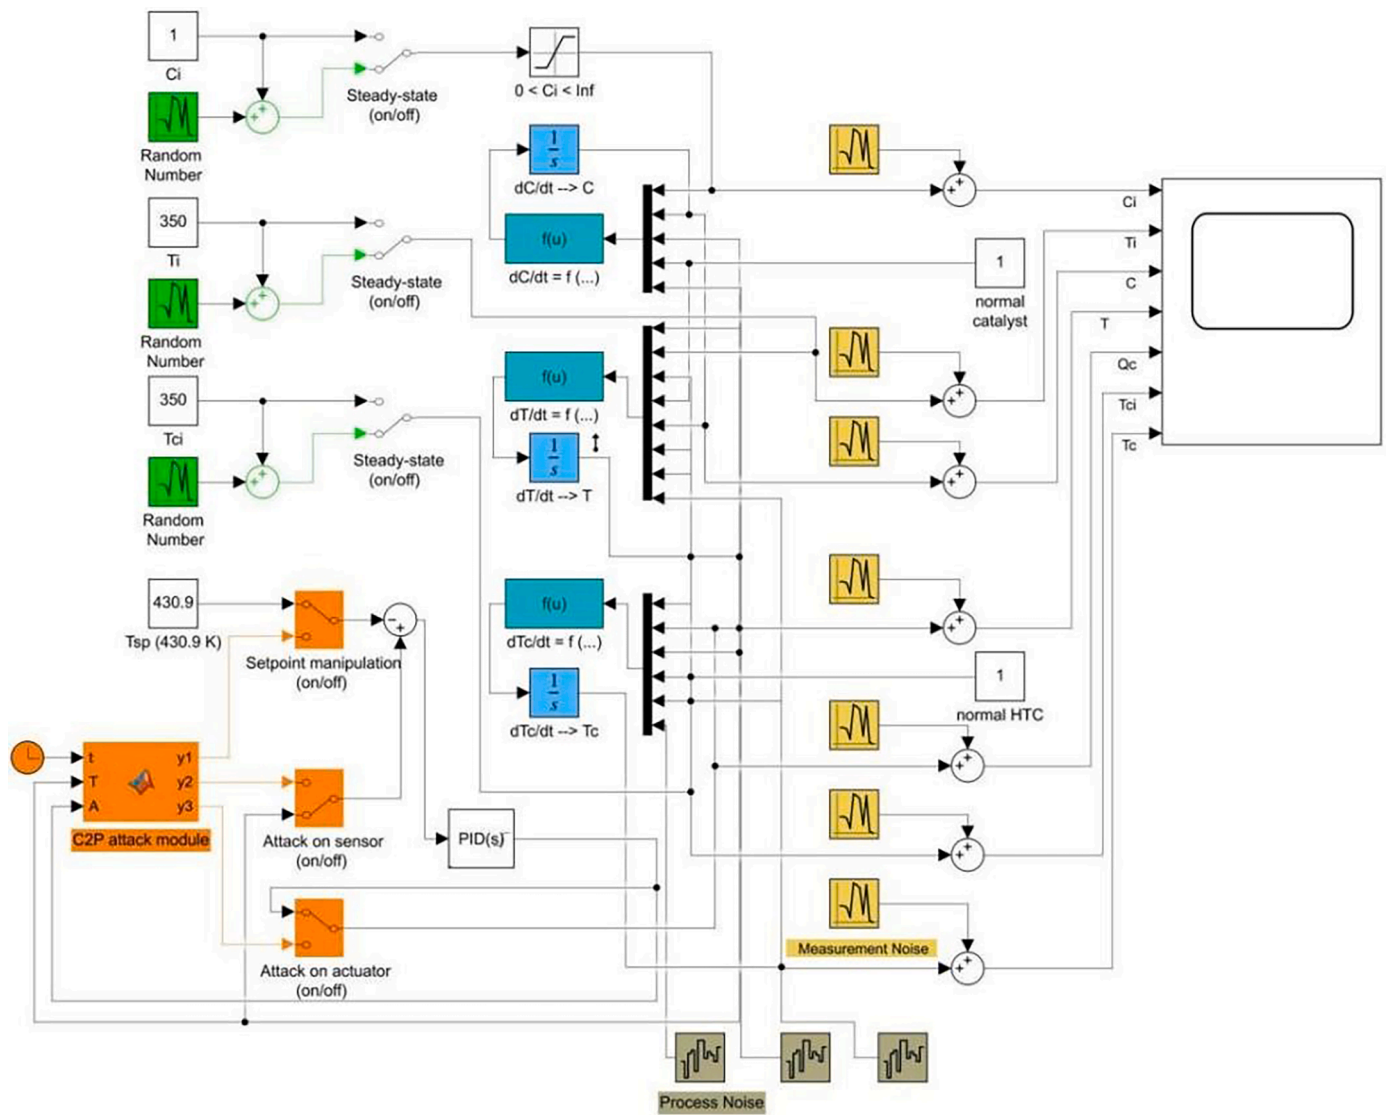 1
Ci
Random
Number
Steady-state
(on/off)
0 < Ci < Inf
1
s
dC/dt --> C
f(u)
dC/dt = f (...)
350
Ti
Random
Number
Steady-state
(on/off)
1
normal
catalyst
Ci
Ti
C
T
Qc
Tci
Tc
f(u)
dT/dt = f (...)
1
s
dT/dt --> T
350
Tci
Random
Number
Steady-state
(on/off)
430.9
Tsp (430.9 K)
Setpoint manipulation
(on/off)
f(u)
dTc/dt = f (...)
1
s
dTc/dt --> Tc
1
normal HTC
t
T
A
y1
y2
y3
C2P attack module
Attack on sensor
(on/off)
PID(s)
Attack on actuator
(on/off)
Measurement Noise
Process Noise